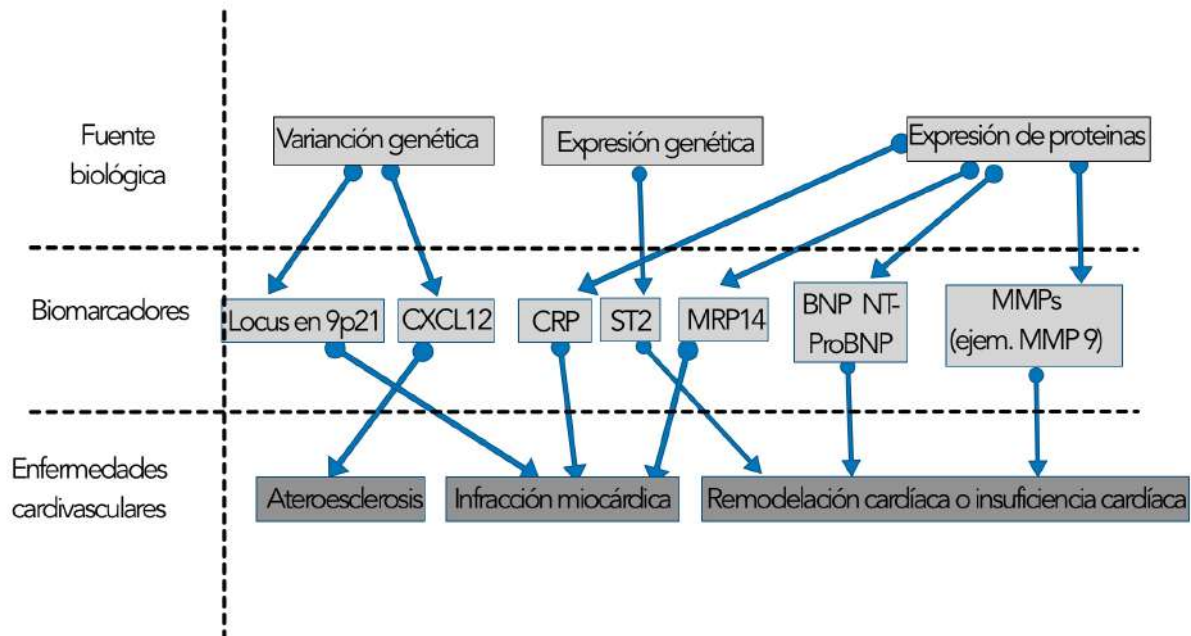 Fuente
biológica
Varianción genética
Expresión genética
Expresión de proteinas
Biomarcadores
Locus en 9p21
CXCL12
CRP
ST2
MRP14
BNP NT-
ProBNP
MMPs
(ejem. MMP 9)
Enfermedades
cardivasculares
Ateroesclerosis
Infracción miocárdica
Remodelación cardíaca o insuficiencia cardíaca